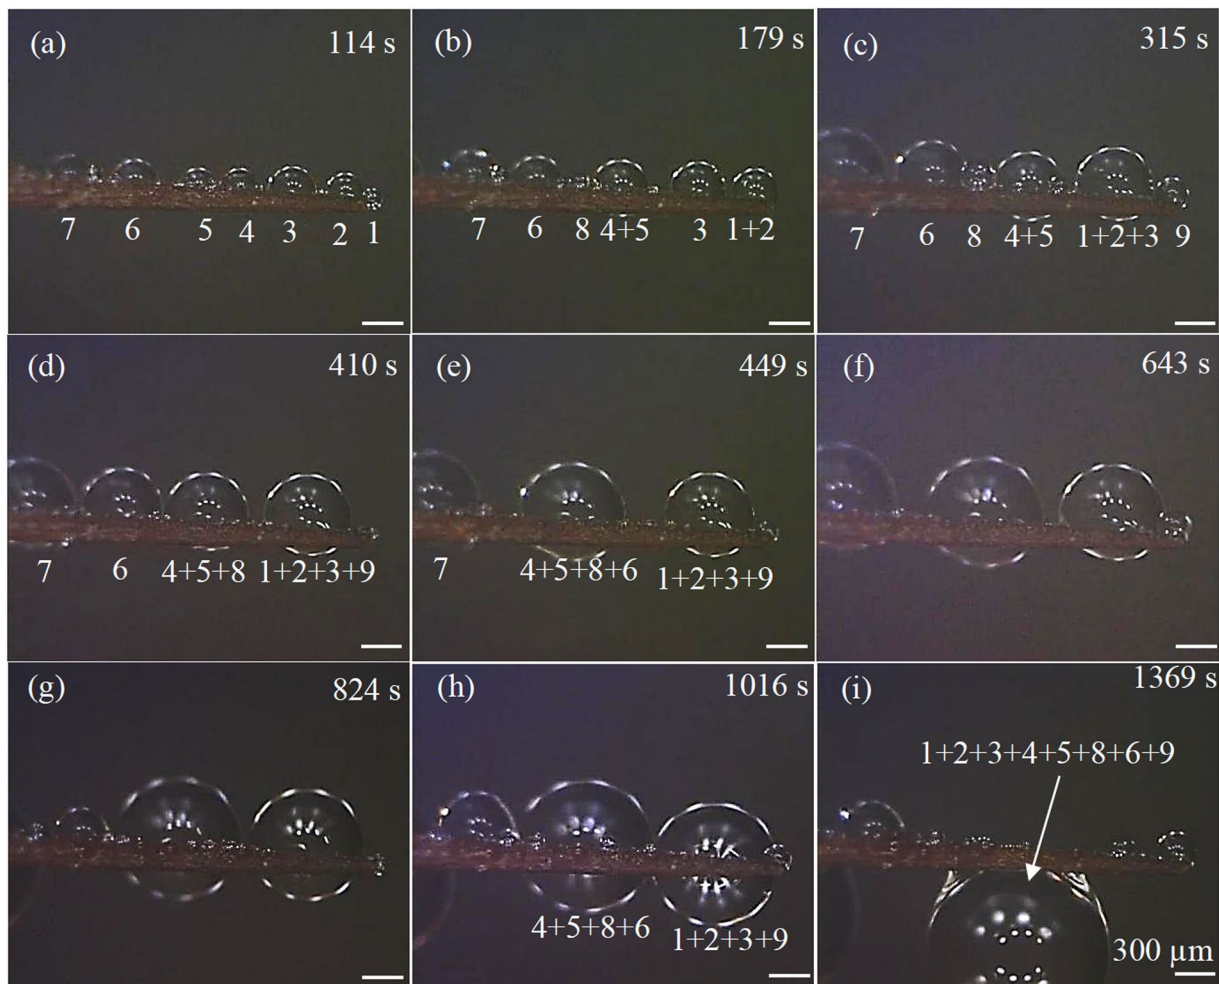 (a) 114 s
7 6 5 4 3 2 1
(b) 179 s
7 6 8 4+5 3 1+2
(c) 315 s
7 6 8 4+5 1+2+3 9
(d) 410 s
7 6 4+5+8 1+2+3+9
(e) 449 s
7 4+5+8+6 1+2+3+9
(f) 643 s
(g) 824 s
(h) 1016 s
4+5+8+6 1+2+3+9
(i) 1369 s
1+2+3+4+5+8+6+9
300 µm